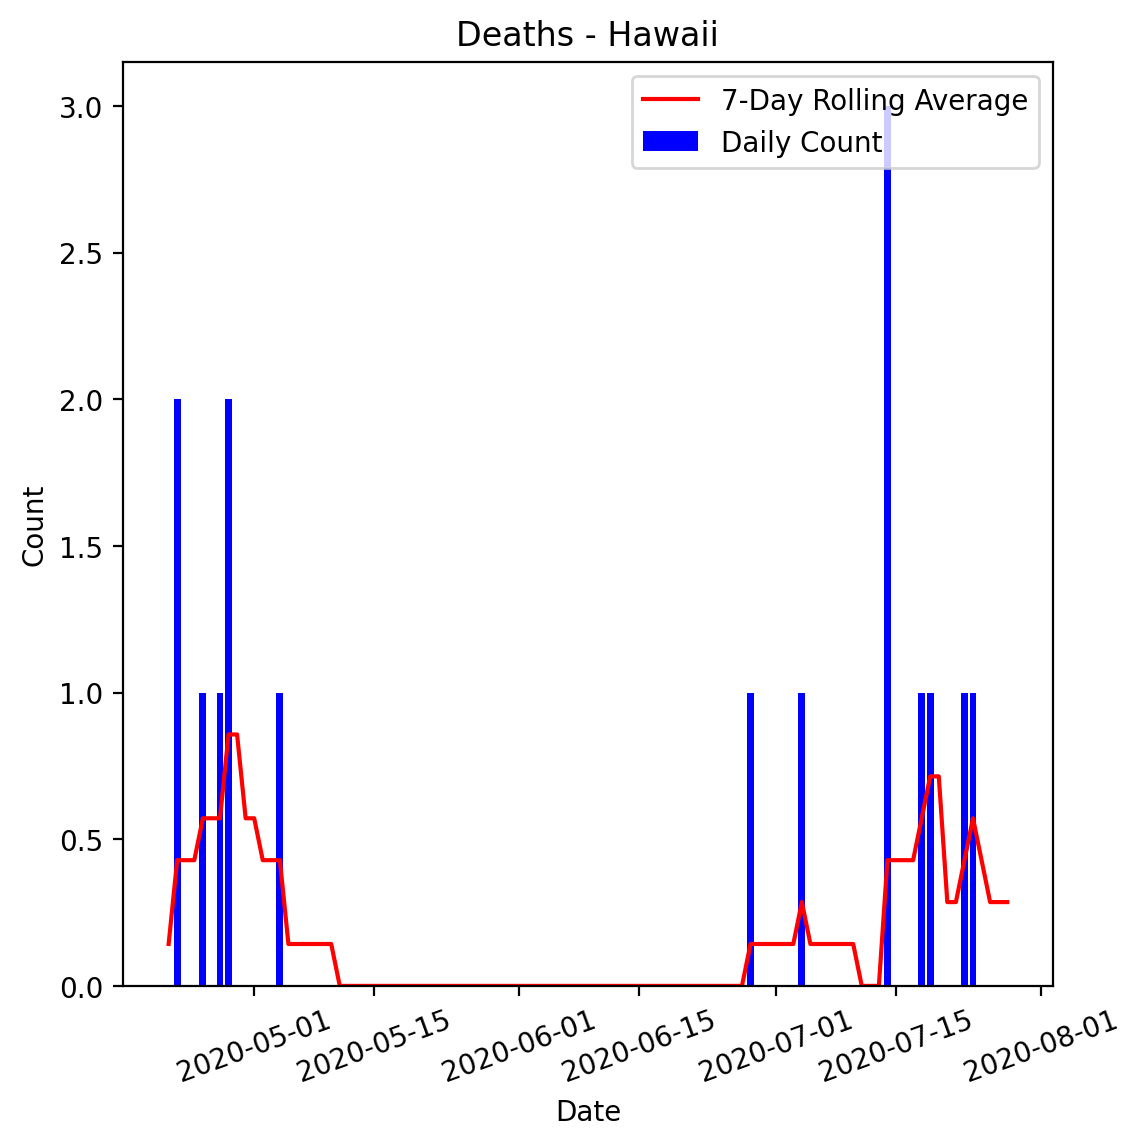 Deaths - Hawaii
7-Day Rolling Average
Daily Count
3.0
2.5
2.0
1.5
1.0
0.5
0.0
Count
2020-05-01
2020-05-15
2020-06-01
2020-06-15
2020-07-01
2020-07-15
2020-08-01
Date